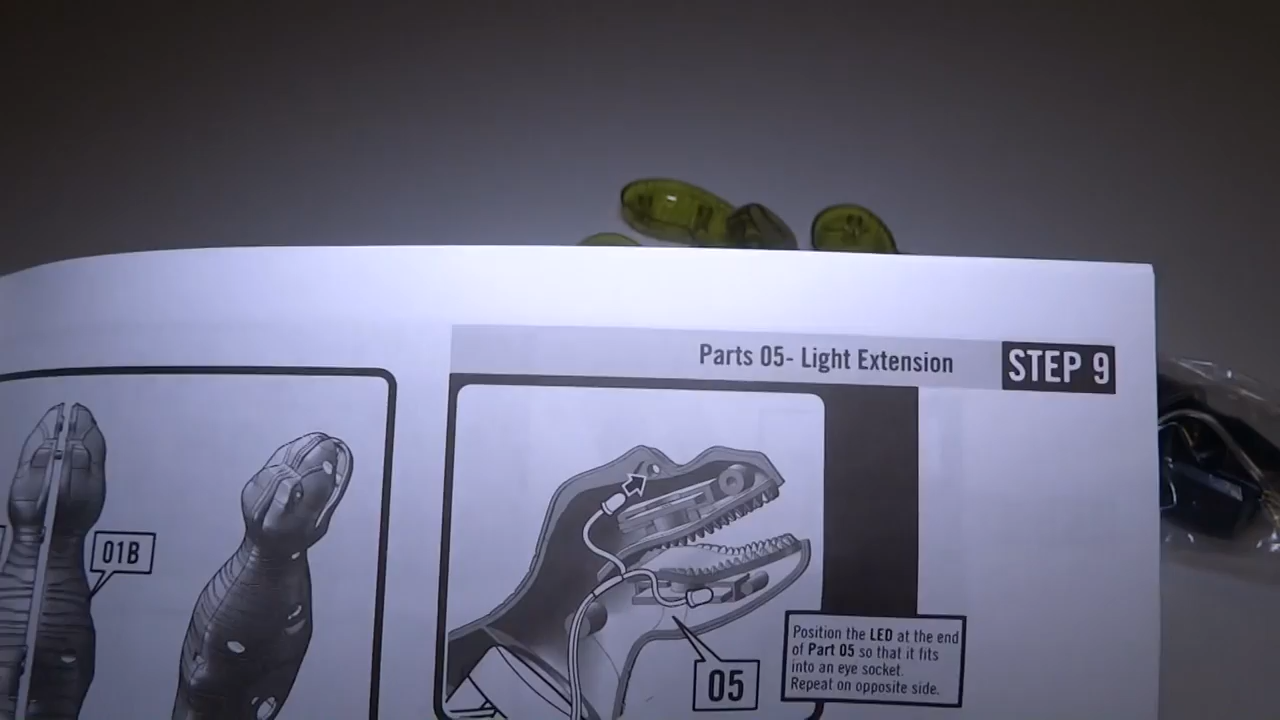 Parts 05- Light Extension
STEP 9
01B
05
Position the LED at the end
of Part 05 so that it fits
into an eye socket.
Repeat on opposite side.